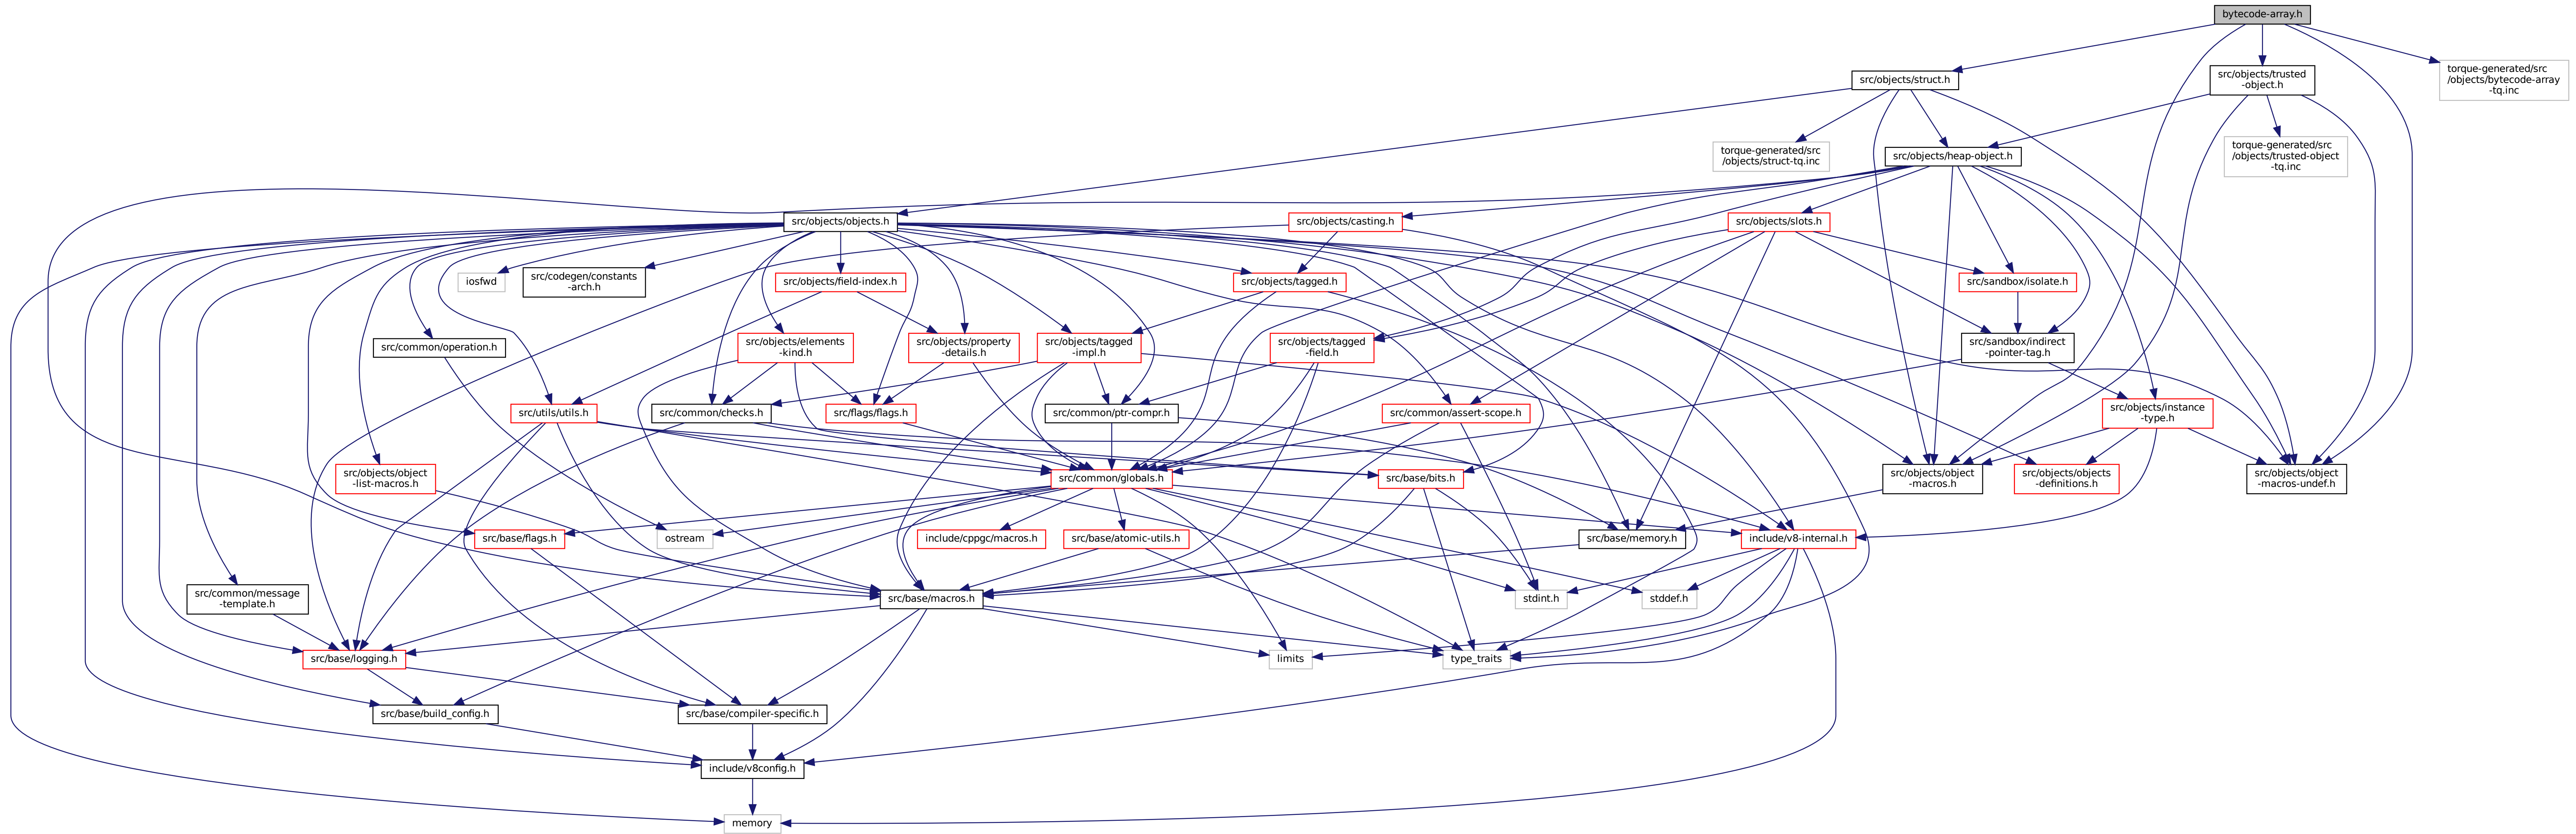 bytecode-array.h
src/objects/struct.h
src/objects/trusted
-object.h
torque-generated/src
/objects/bytecode-array
-tq.inc
torque-generated/src
/objects/struct-tq.inc
src/objects/heap-object.h
torque-generated/src
/objects/trusted-object
-tq.inc
src/objects/objects.h
src/objects/casting.h
src/objects/slots.h
iosfwd
src/codegen/constants
-arch.h
src/objects/field-index.h
src/objects/tagged.h
src/sandbox/isolate.h
src/common/operation.h
src/objects/elements
-kind.h
src/objects/property
-details.h
src/objects/tagged
-impl.h
src/objects/tagged
-field.h
src/sandbox/indirect
-pointer-tag.h
src/utils/utils.h
src/common/checks.h
src/flags/flags.h
src/common/ptr-compr.h
src/common/assert-scope.h
src/objects/instance
-type.h
src/objects/object
-list-macros.h
src/common/globals.h
src/base/bits.h
src/objects/object
-macros.h
src/objects/objects
-definitions.h
src/objects/object
-macros-undef.h
src/base/flags.h
ostream
include/cppgc/macros.h
src/base/atomic-utils.h
src/base/memory.h
include/v8-internal.h
src/common/message
-template.h
src/base/macros.h
stdint.h
stddef.h
src/base/logging.h
limits
type_traits
src/base/build_config.h
src/base/compiler-specific.h
include/v8config.h
memory